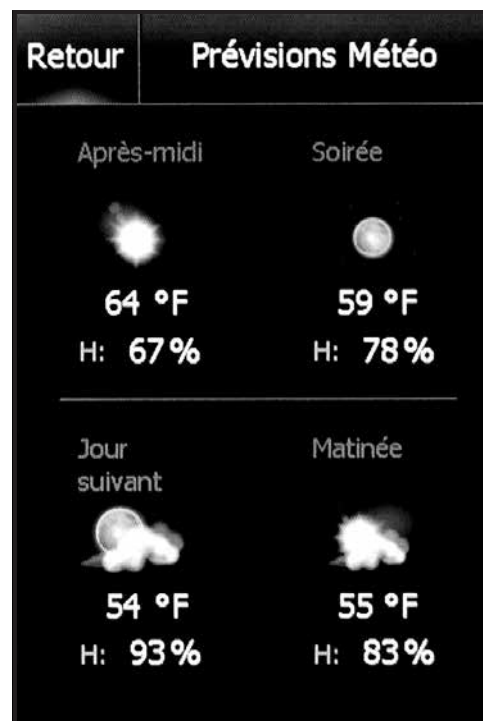 Retour
Prévisions Météo
Après-midi
Soirée
64 °F
59 °F
H: 67%
H: 78%
Jour
suivant
Matinée
54 °F
55 °F
H: 93%
H: 83%